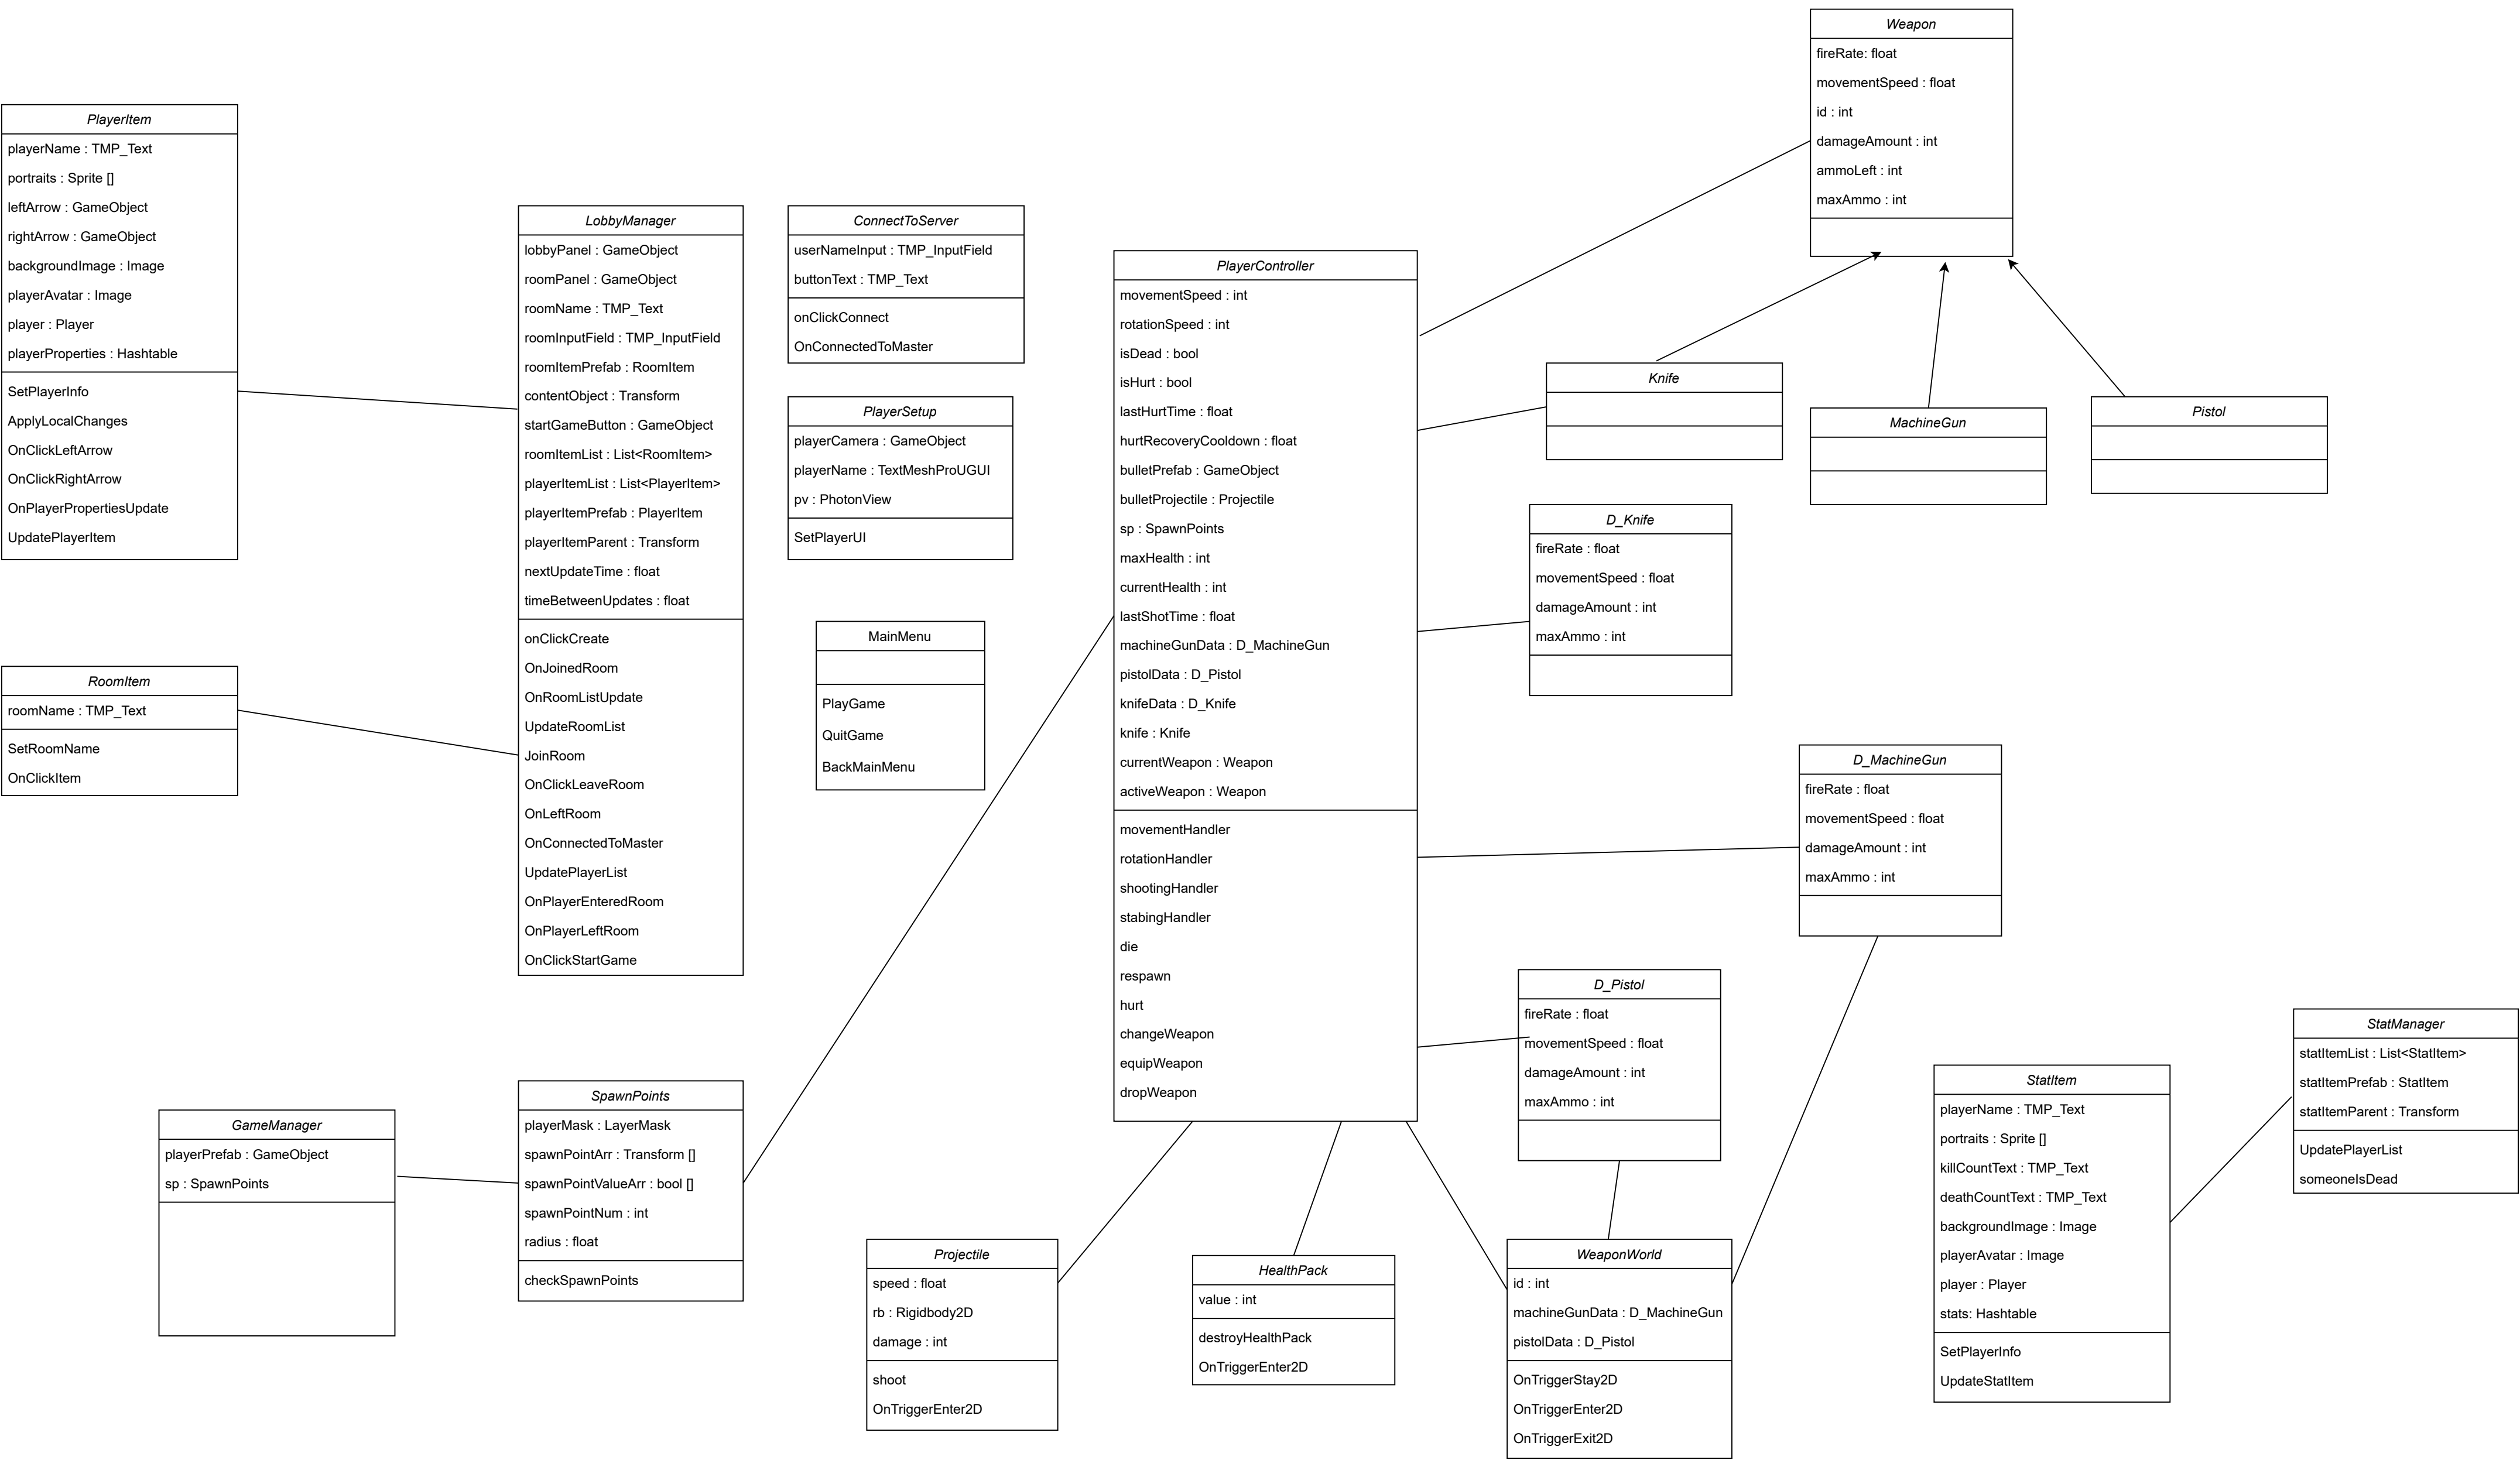 Weapon
fireRate: float
movementSpeed : float
id : int
damageAmount : int
ammoLeft : int
maxAmmo : int
PlayerItem
playerName : TMP_Text
portraits : Sprite []
leftArrow : GameObject
rightArrow : GameObject
backgroundImage : Image
playerAvatar : Image
player : Player
playerProperties : Hashtable
SetPlayerInfo
ApplyLocalChanges
OnClickLeftArrow
OnClickRightArrow
OnPlayerPropertiesUpdate
UpdatePlayerItem
LobbyManager
lobbyPanel : GameObject
roomPanel : GameObject
roomName : TMP_Text
roomInputField : TMP_InputField
roomItemPrefab : RoomItem
contentObject : Transform
startGameButton : GameObject
roomItemList : List<RoomItem>
playerItemList : List<PlayerItem>
playerItemPrefab : PlayerItem
playerItemParent : Transform
nextUpdateTime : float
timeBetweenUpdates : float
onClickCreate
OnJoinedRoom
OnRoomListUpdate
UpdateRoomList
JoinRoom
OnClickLeaveRoom
OnLeftRoom
OnConnectedToMaster
UpdatePlayerList
OnPlayerEnteredRoom
OnPlayerLeftRoom
OnClickStartGame
ConnectToServer
userNameInput : TMP_InputField
buttonText : TMP_Text
onClickConnect
OnConnectedToMaster
PlayerSetup
playerCamera : GameObject
playerName : TextMeshProUGUI
pv : PhotonView
SetPlayerUI
MainMenu
PlayGame
QuitGame
BackMainMenu
PlayerController
movementSpeed : int
rotationSpeed : int
isDead : bool
isHurt : bool
lastHurtTime : float
hurtRecoveryCooldown : float
bulletPrefab : GameObject
bulletProjectile : Projectile
sp : SpawnPoints
maxHealth : int
currentHealth : int
lastShotTime : float
machineGunData : D_MachineGun
pistolData : D_Pistol
knifeData : D_Knife
knife : Knife
currentWeapon : Weapon
activeWeapon : Weapon
movementHandler
rotationHandler
shootingHandler
stabingHandler
die
respawn
hurt
changeWeapon
equipWeapon
dropWeapon
Knife
MachineGun
Pistol
D_Knife
fireRate : float
movementSpeed : float
damageAmount : int
maxAmmo : int
RoomItem
roomName : TMP_Text
SetRoomName
OnClickItem
D_MachineGun
fireRate : float
movementSpeed : float
damageAmount : int
maxAmmo : int
D_Pistol
fireRate : float
movementSpeed : float
damageAmount : int
maxAmmo : int
StatManager
statItemList : List<StatItem>
statItemPrefab : StatItem
statItemParent : Transform
UpdatePlayerList
someoneIsDead
StatItem
playerName : TMP_Text
portraits : Sprite []
killCountText : TMP_Text
deathCountText : TMP_Text
backgroundImage : Image
playerAvatar : Image
player : Player
stats: Hashtable
SetPlayerInfo
UpdateStatItem
GameManager
playerPrefab : GameObject
sp : SpawnPoints
SpawnPoints
playerMask : LayerMask
spawnPointArr : Transform []
spawnPointValueArr : bool []
spawnPointNum : int
radius : float
checkSpawnPoints
Projectile
speed : float
rb : Rigidbody2D
damage : int
shoot
OnTriggerEnter2D
HealthPack
value : int
destroyHealthPack
OnTriggerEnter2D
WeaponWorld
id : int
machineGunData : D_MachineGun
pistolData : D_Pistol
OnTriggerStay2D
OnTriggerEnter2D
OnTriggerExit2D